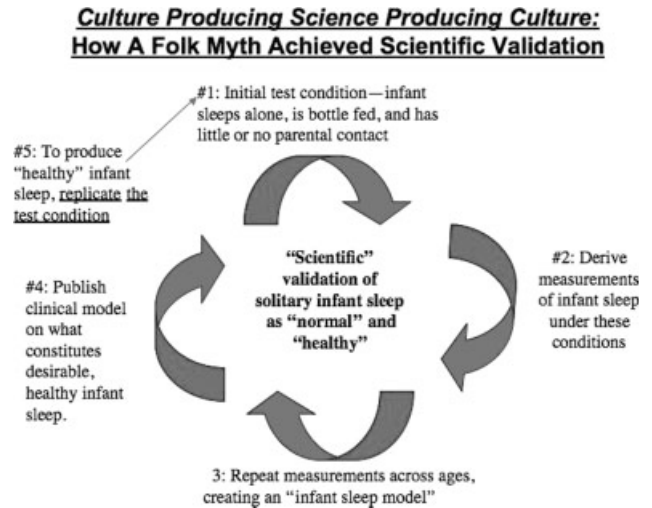 Culture Producing Science Producing Culture:
How A Folk Myth Achieved Scientific Validation
#1: Initial test condition—infant
sleeps alone, is bottle fed, and has
little or no parental contact
#2: Derive
measurements
of infant sleep
under these
conditions
3: Repeat measurements across ages,
creating an “infant sleep model”
#4: Publish
clinical model
on what
constitutes
desirable,
healthy infant
sleep.
#5: To produce
“healthy” infant
sleep, replicate the
test condition
“Scientific”
validation of
solitary infant sleep
as “normal” and
“healthy”